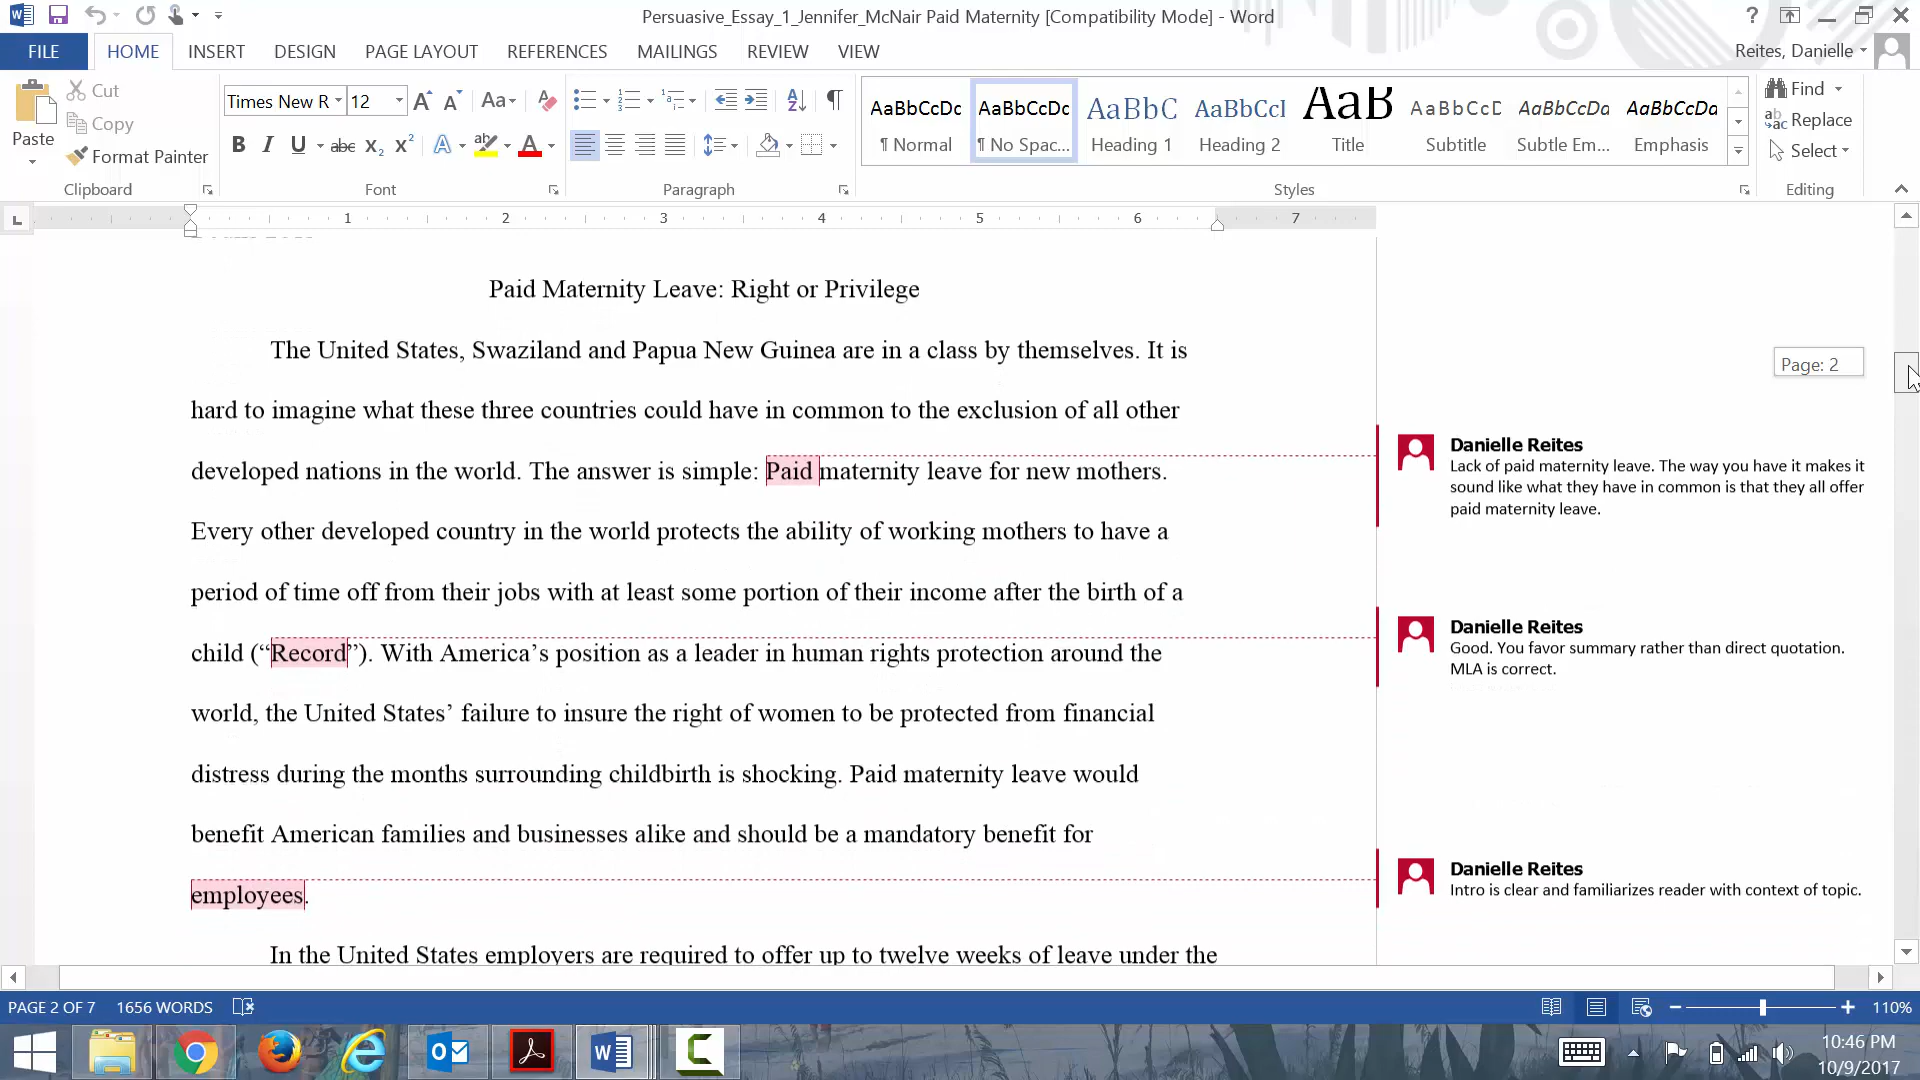 Persuasive_Essay_1_Jennifer_McNair Paid Maternity [Compatibility Mode] - Word
FILE HOME INSERT DESIGN PAGE LAYOUT REFERENCES MAILINGS REVIEW VIEW
Reites, Danielle
Paste
Cut
Copy
Format Painter
Clipboard
Times New R 12
Font
Paragraph
AaBbCcDc AaBbCcDc AaBbC AaBbCcI AaB AaBbCcD AaBbCcDa AaBbCcDa
¶ Normal ¶ No Spac... Heading 1 Heading 2 Title Subtitle Subtle Em... Emphasis
Styles
Find
Replace
Select
Editing
1 2 3 4 5 6 7
Paid Maternity Leave: Right or Privilege
The United States, Swaziland and Papua New Guinea are in a class by themselves. It is
hard to imagine what these three countries could have in common to the exclusion of all other
developed nations in the world. The answer is simple: Paid maternity leave for new mothers.
Every other developed country in the world protects the ability of working mothers to have a
period of time off from their jobs with at least some portion of their income after the birth of a
child (“Record”). With America’s position as a leader in human rights protection around the
world, the United States’ failure to insure the right of women to be protected from financial
distress during the months surrounding childbirth is shocking. Paid maternity leave would
benefit American families and businesses alike and should be a mandatory benefit for
employees.
In the United States employers are required to offer up to twelve weeks of leave under the
Page: 2
Danielle Reites
Lack of paid maternity leave. The way you have it makes it
sound like what they have in common is that they all offer
paid maternity leave.
Danielle Reites
Good. You favor summary rather than direct quotation.
MLA is correct.
Danielle Reites
Intro is clear and familiarizes reader with context of topic.
PAGE 2 OF 7 1656 WORDS
110%
10:46 PM
10/9/2017